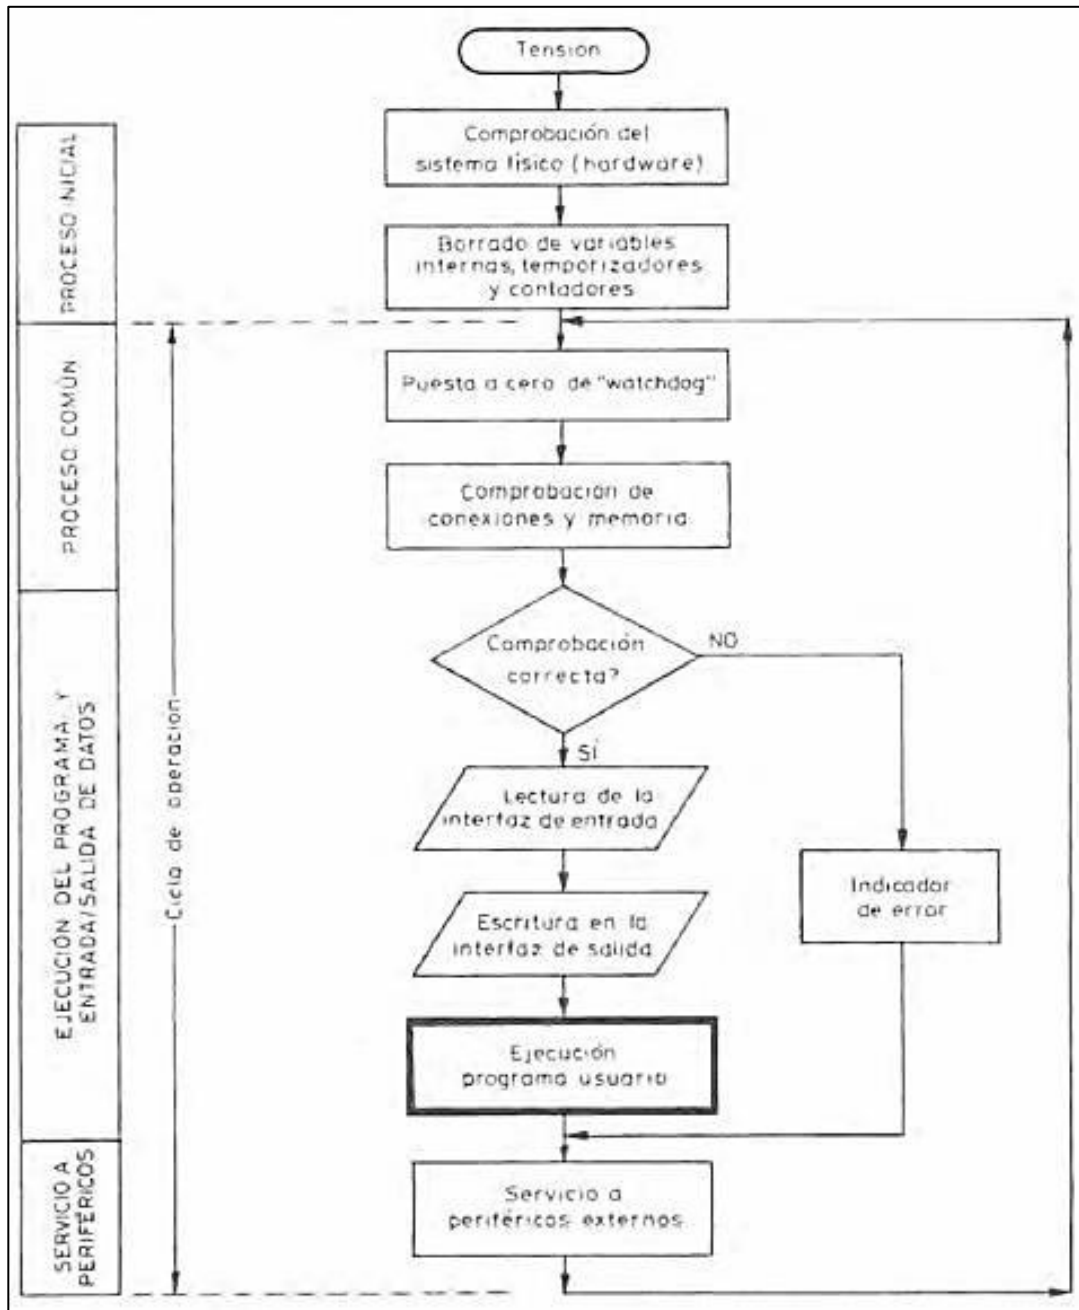 Tensión
Comprobación del
sistema físico (hardware)
Borrado de variables
internas, temporizadores
y contadores
Puesta a cero de "watchdog"
Comprobación de
conexiones y memoria
Comprobación
correcta?
NO
SÍ
Lectura de la
interfaz de entrada
Escritura en la
interfaz de salida
Indicador
de error
Ejecución
programa usuario
Servicio a
periféricos externos
PROCESO INICIAL
PROCESO COMÚN
EJECUCIÓN DEL PROGRAMA Y
ENTRADA/SALIDA DE DATOS
SERVICIO A
PERIFÉRICOS
Ciclo de operación